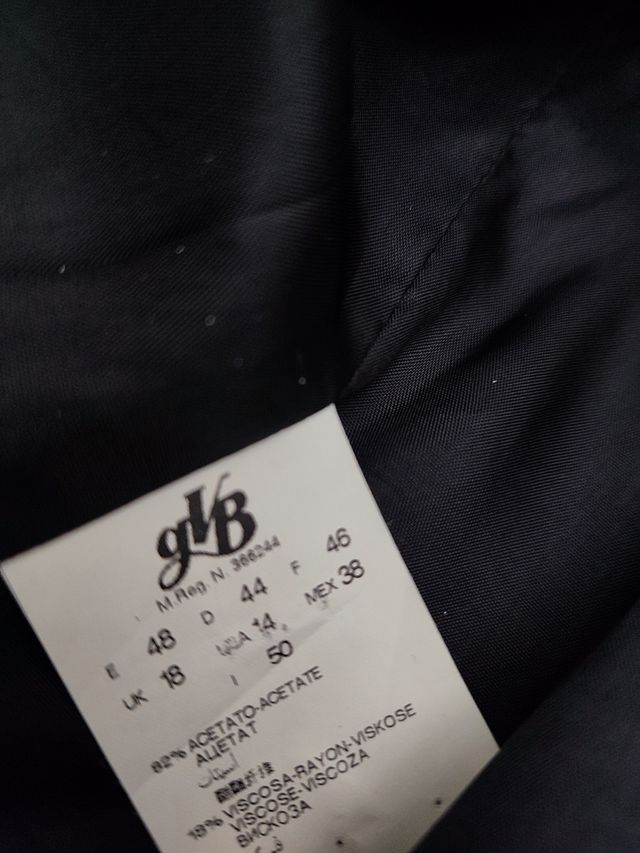 gVB
M.Reg. N. 366244
E 48 D 44 F 46
UK 18 USA 14 MEX 38
I 50
82% ACETATO-ACETATE
АЦЕТАТ
18% VISCOSA-RAYON-VISKOSE
VISCOSE-VISCOZA
ВИСКОЗА